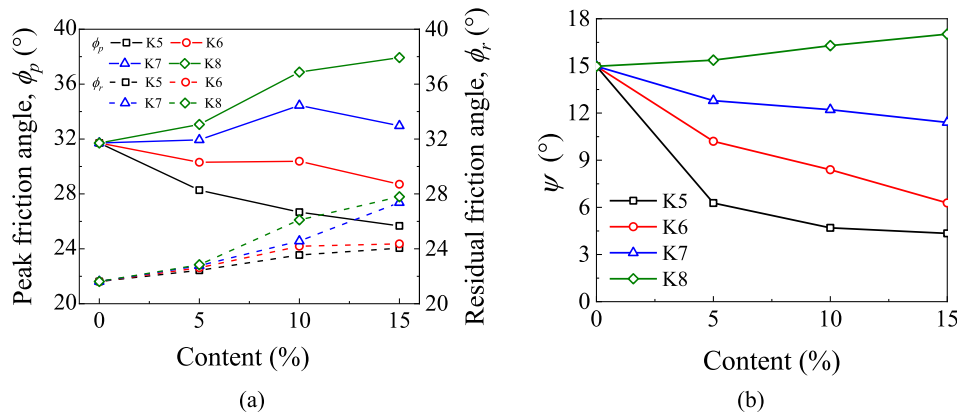 Peak friction angle, ϕp (°)
40
36
32
28
24
20
ϕp K5 K6
K7 K8
ϕr K5 K6
K7 K8
0 5 10 15
Content (%)
40
36
32
28
24
20
Residual friction angle, ϕr (°)
(a)
ψ (°)
18
15
12
9
6
3
0
K5
K6
K7
K8
0 5 10 15
Content (%)
(b)